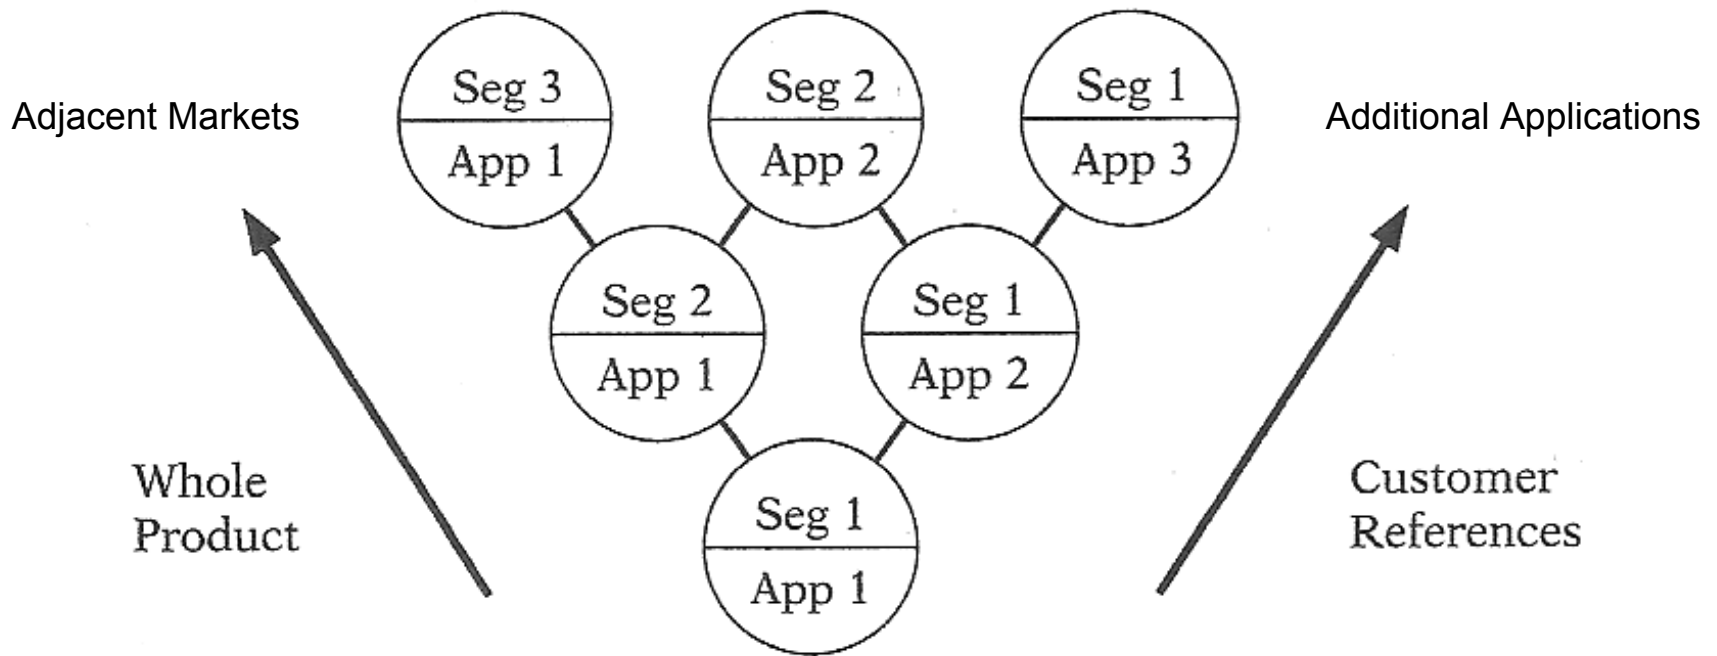 Seg 3
App 1
Seg 2
App 2
Seg 1
App 3
Adjacent Markets
Additional Applications
Seg 2
App 1
Seg 1
App 2
Whole
Product
Customer
References
Seg 1
App 1